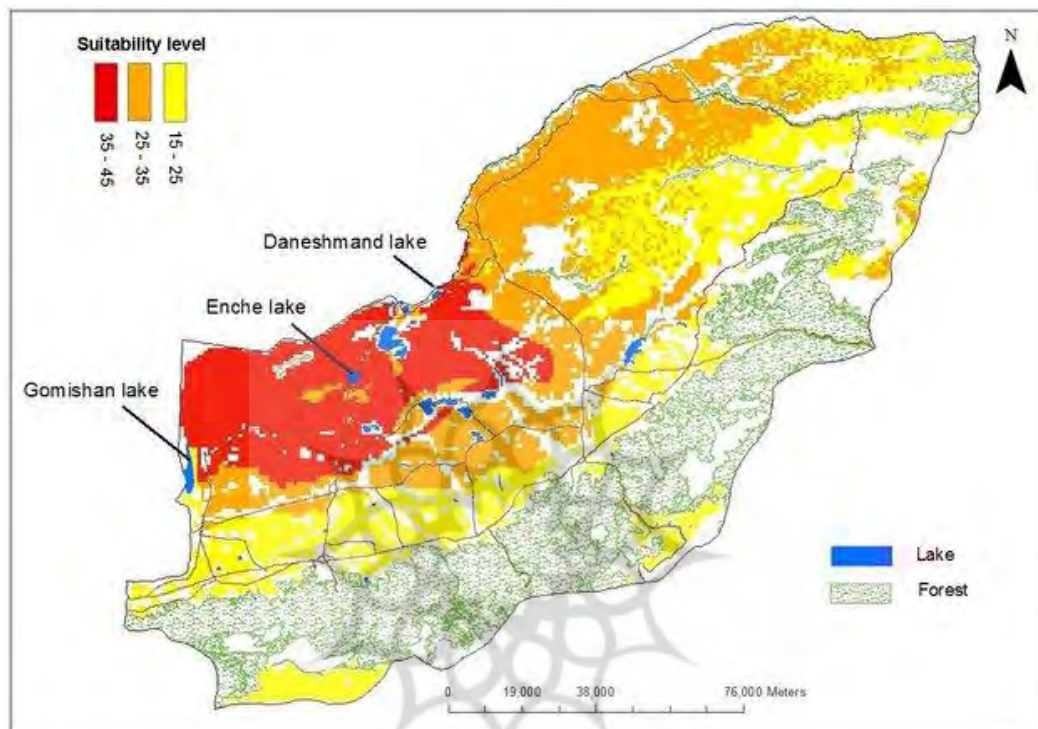 Suitability level
35 - 45
25 - 35
15 - 25
N
Daneshmand lake
Enche lake
Gomishan lake
Lake
Forest
0 19,000 38,000 76,000 Meters